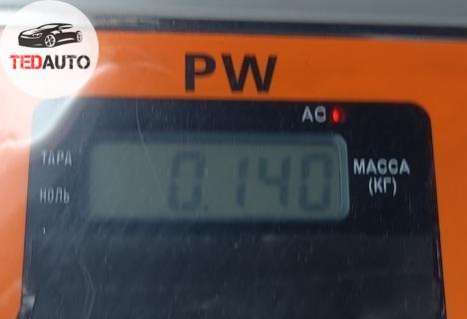 TEDAUTO
PW
AC
ТАРА
0.140
МАССА
(КГ)
НОЛЬ